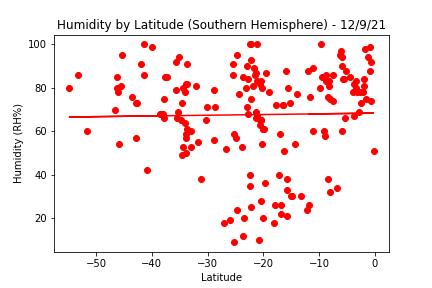 Humidity by Latitude (Southern Hemisphere) - 12/9/21
100
80
60
40
20
Humidity (RH%)
−50 −40 −30 −20 −10 0
Latitude